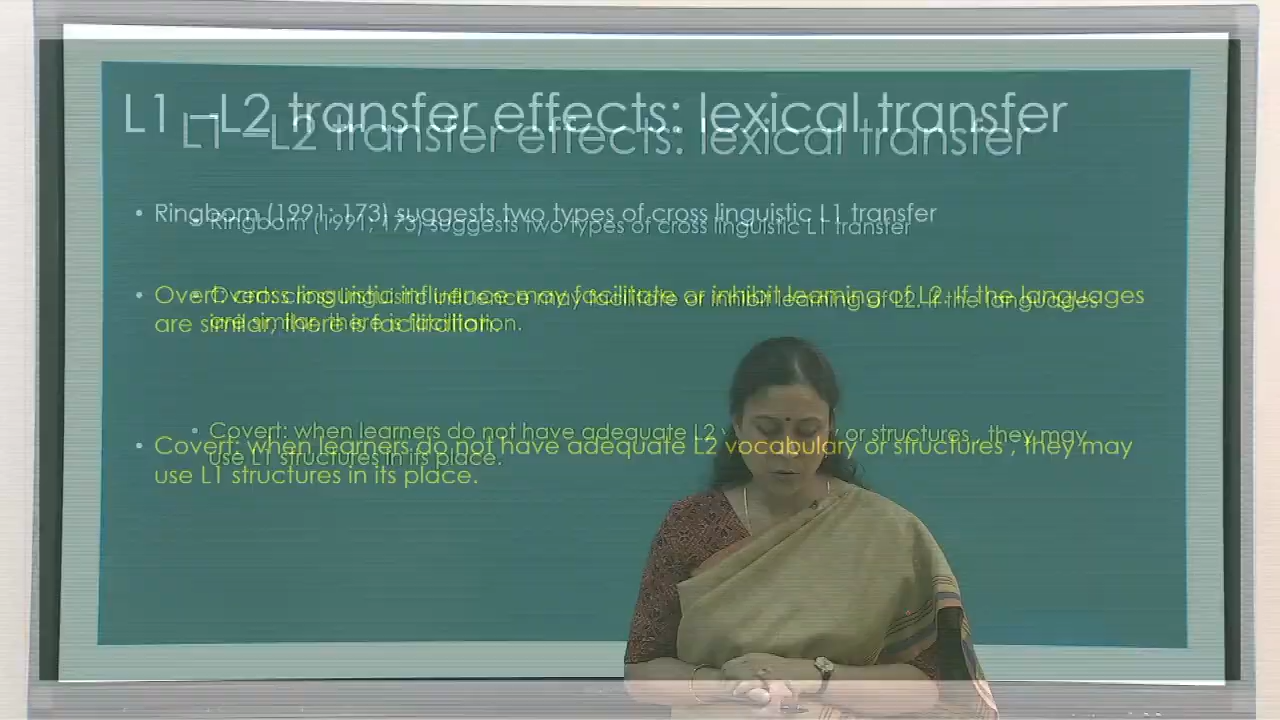 L1 –L2 transfer effects: lexical transfer
• Ringbom (1991; 173) suggests two types of cross linguistic L1 transfer
• Overt: cross linguistic influence may facilitate or inhibit learning of L2. If the languages
are similar, there is facilitation.
• Covert: when learners do not have adequate L2 vocabulary or structures , they may
use L1 structures in its place.